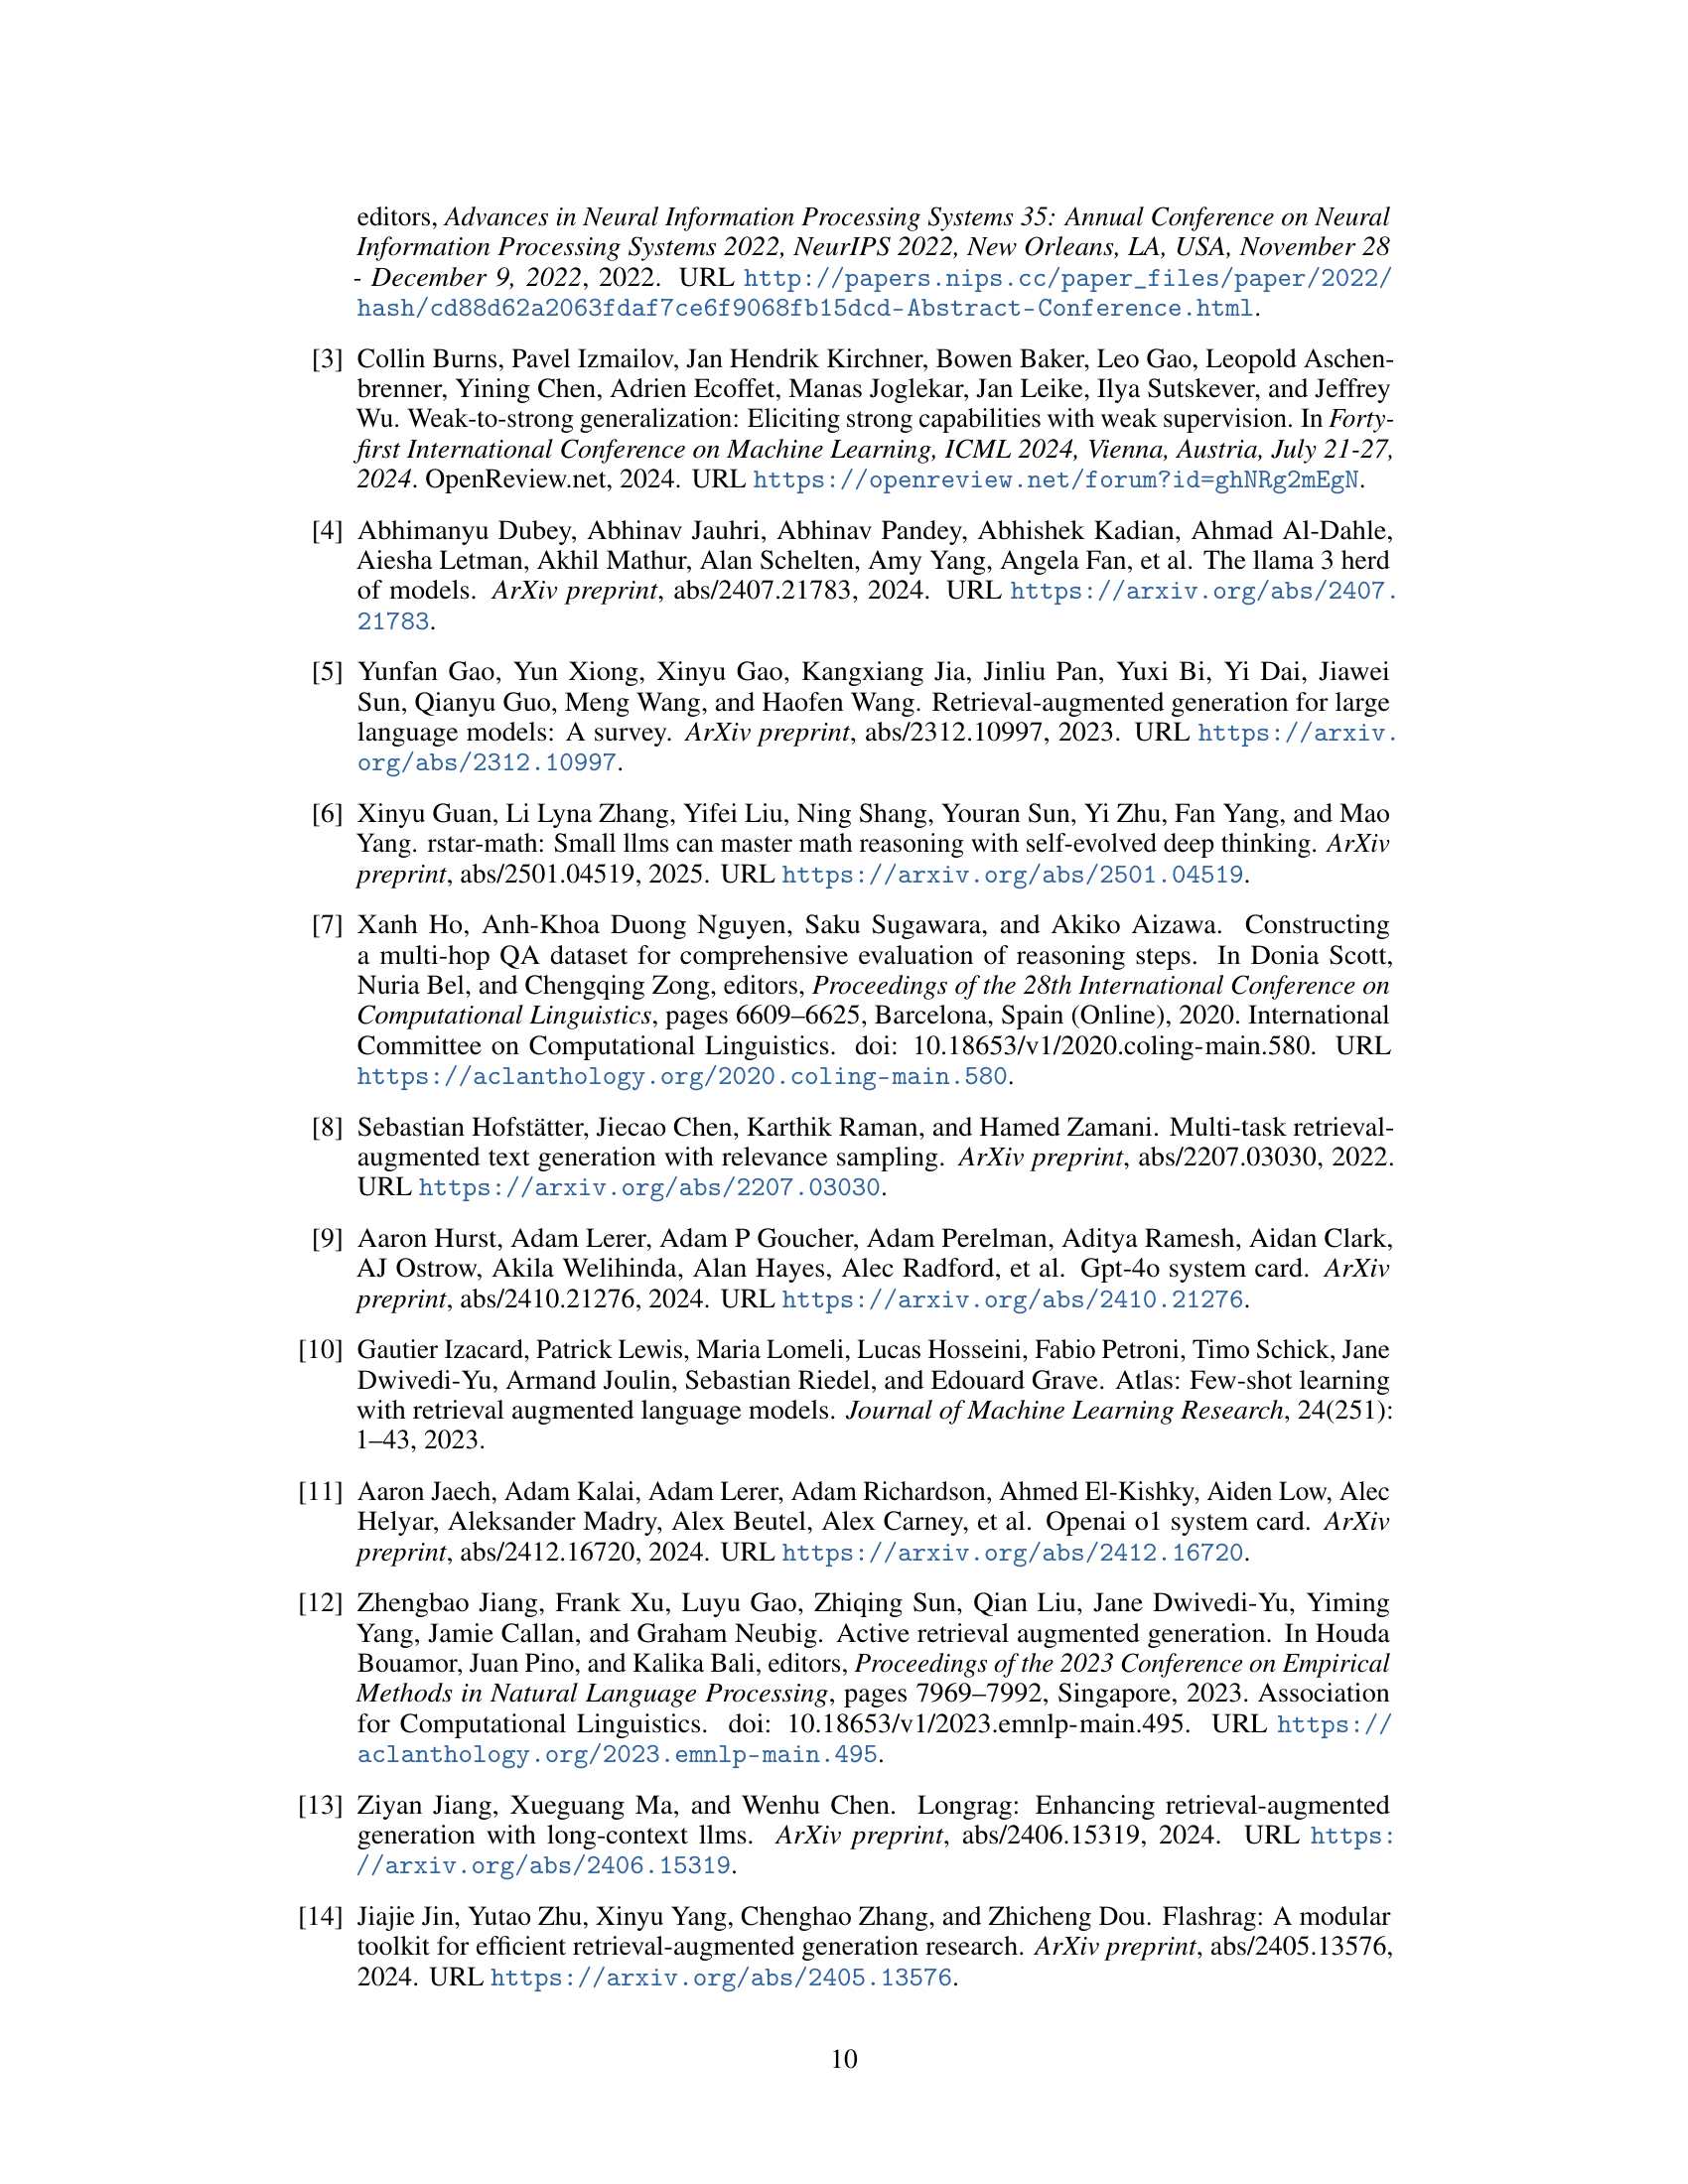 editors, Advances in Neural Information Processing Systems 35: Annual Conference on Neural
Information Processing Systems 2022, NeurIPS 2022, New Orleans, LA, USA, November 28
- December 9, 2022, 2022. URL http://papers.nips.cc/paper_files/paper/2022/
hash/cd88d62a2063fdaf7ce6f9068fb15dcd-Abstract-Conference.html.
[3] Collin Burns, Pavel Izmailov, Jan Hendrik Kirchner, Bowen Baker, Leo Gao, Leopold Aschen-
brenner, Yining Chen, Adrien Ecoffet, Manas Joglekar, Jan Leike, Ilya Sutskever, and Jeffrey
Wu. Weak-to-strong generalization: Eliciting strong capabilities with weak supervision. In Forty-
first International Conference on Machine Learning, ICML 2024, Vienna, Austria, July 21-27,
2024. OpenReview.net, 2024. URL https://openreview.net/forum?id=ghNRg2mEgN.
[4] Abhimanyu Dubey, Abhinav Jauhri, Abhinav Pandey, Abhishek Kadian, Ahmad Al-Dahle,
Aiesha Letman, Akhil Mathur, Alan Schelten, Amy Yang, Angela Fan, et al. The llama 3 herd
of models. ArXiv preprint, abs/2407.21783, 2024. URL https://arxiv.org/abs/2407.
21783.
[5] Yunfan Gao, Yun Xiong, Xinyu Gao, Kangxiang Jia, Jinliu Pan, Yuxi Bi, Yi Dai, Jiawei
Sun, Qianyu Guo, Meng Wang, and Haofen Wang. Retrieval-augmented generation for large
language models: A survey. ArXiv preprint, abs/2312.10997, 2023. URL https://arxiv.
org/abs/2312.10997.
[6] Xinyu Guan, Li Lyna Zhang, Yifei Liu, Ning Shang, Youran Sun, Yi Zhu, Fan Yang, and Mao
Yang. rstar-math: Small llms can master math reasoning with self-evolved deep thinking. ArXiv
preprint, abs/2501.04519, 2025. URL https://arxiv.org/abs/2501.04519.
[7] Xanh Ho, Anh-Khoa Duong Nguyen, Saku Sugawara, and Akiko Aizawa. Constructing
a multi-hop QA dataset for comprehensive evaluation of reasoning steps. In Donia Scott,
Nuria Bel, and Chengqing Zong, editors, Proceedings of the 28th International Conference on
Computational Linguistics, pages 6609–6625, Barcelona, Spain (Online), 2020. International
Committee on Computational Linguistics. doi: 10.18653/v1/2020.coling-main.580. URL
https://aclanthology.org/2020.coling-main.580.
[8] Sebastian Hofstätter, Jiecao Chen, Karthik Raman, and Hamed Zamani. Multi-task retrieval-
augmented text generation with relevance sampling. ArXiv preprint, abs/2207.03030, 2022.
URL https://arxiv.org/abs/2207.03030.
[9] Aaron Hurst, Adam Lerer, Adam P Goucher, Adam Perelman, Aditya Ramesh, Aidan Clark,
AJ Ostrow, Akila Welihinda, Alan Hayes, Alec Radford, et al. Gpt-4o system card. ArXiv
preprint, abs/2410.21276, 2024. URL https://arxiv.org/abs/2410.21276.
[10] Gautier Izacard, Patrick Lewis, Maria Lomeli, Lucas Hosseini, Fabio Petroni, Timo Schick, Jane
Dwivedi-Yu, Armand Joulin, Sebastian Riedel, and Edouard Grave. Atlas: Few-shot learning
with retrieval augmented language models. Journal of Machine Learning Research, 24(251):
1–43, 2023.
[11] Aaron Jaech, Adam Kalai, Adam Lerer, Adam Richardson, Ahmed El-Kishky, Aiden Low, Alec
Helyar, Aleksander Madry, Alex Beutel, Alex Carney, et al. Openai o1 system card. ArXiv
preprint, abs/2412.16720, 2024. URL https://arxiv.org/abs/2412.16720.
[12] Zhengbao Jiang, Frank Xu, Luyu Gao, Zhiqing Sun, Qian Liu, Jane Dwivedi-Yu, Yiming
Yang, Jamie Callan, and Graham Neubig. Active retrieval augmented generation. In Houda
Bouamor, Juan Pino, and Kalika Bali, editors, Proceedings of the 2023 Conference on Empirical
Methods in Natural Language Processing, pages 7969–7992, Singapore, 2023. Association
for Computational Linguistics. doi: 10.18653/v1/2023.emnlp-main.495. URL https://
aclanthology.org/2023.emnlp-main.495.
[13] Ziyan Jiang, Xueguang Ma, and Wenhu Chen. Longrag: Enhancing retrieval-augmented
generation with long-context llms. ArXiv preprint, abs/2406.15319, 2024. URL https:
//arxiv.org/abs/2406.15319.
[14] Jiajie Jin, Yutao Zhu, Xinyu Yang, Chenghao Zhang, and Zhicheng Dou. Flashrag: A modular
toolkit for efficient retrieval-augmented generation research. ArXiv preprint, abs/2405.13576,
2024. URL https://arxiv.org/abs/2405.13576.
10